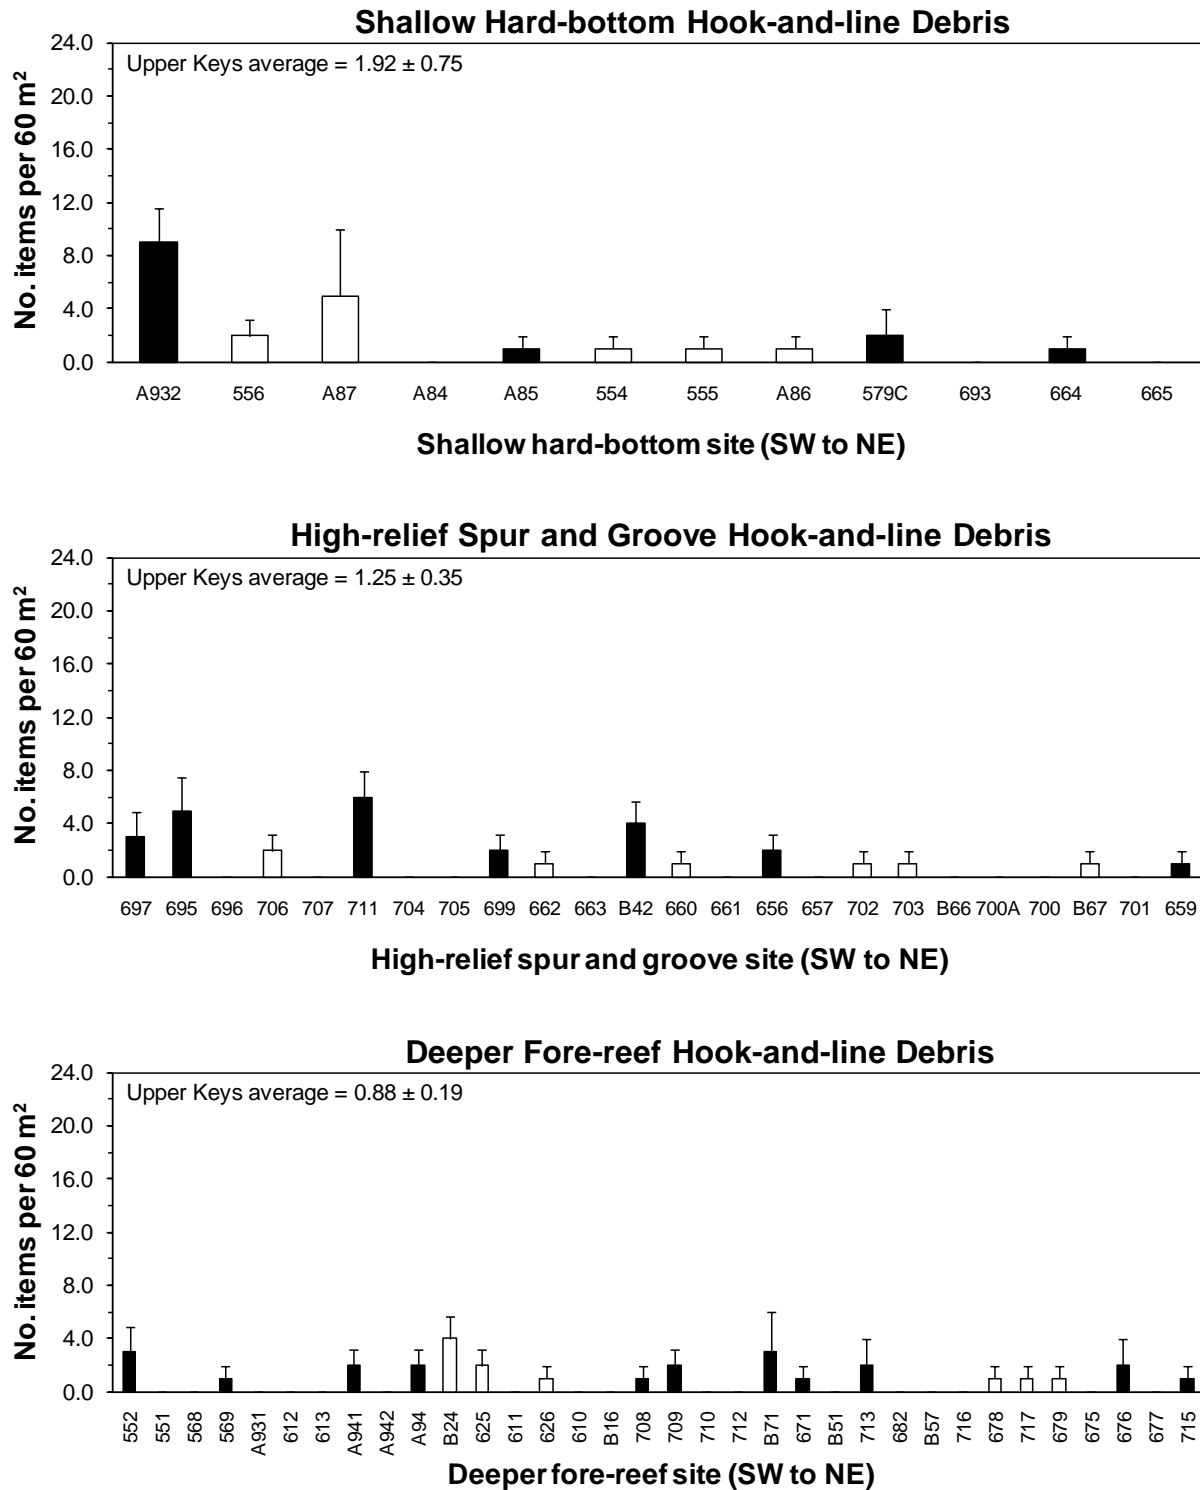 Shallow Hard-bottom Hook-and-line Debris
Upper Keys average = 1.92 ± 0.75
No. items per 60 m²
24.0
20.0
16.0
12.0
8.0
4.0
0.0
A932 556 A87 A84 A85 554 555 A86 579C 693 664 665
Shallow hard-bottom site (SW to NE)
High-relief Spur and Groove Hook-and-line Debris
Upper Keys average = 1.25 ± 0.35
No. items per 60 m²
24.0
20.0
16.0
12.0
8.0
4.0
0.0
697 695 696 706 707 711 704 705 699 662 663 B42 660 661 656 657 702 703 B66 700A 700 B67 701 659
High-relief spur and groove site (SW to NE)
Deeper Fore-reef Hook-and-line Debris
Upper Keys average = 0.88 ± 0.19
No. items per 60 m²
24.0
20.0
16.0
12.0
8.0
4.0
0.0
552 551 568 569 A931 612 613 A941 A942 A94 B24 625 611 626 610 B16 708 709 710 712 B71 671 B51 713 682 B57 716 678 717 679 675 676 677 715
Deeper fore-reef site (SW to NE)